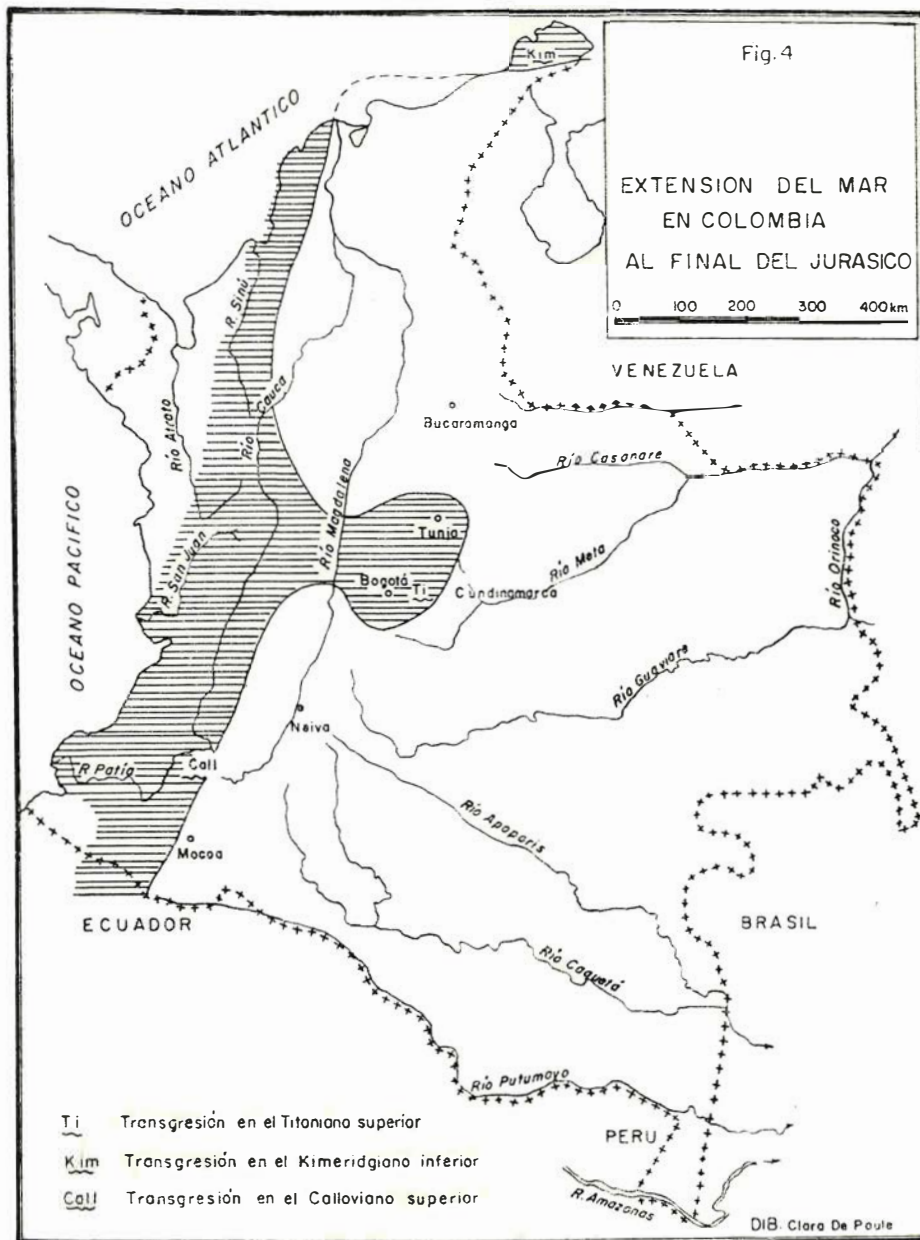 Kim
Fig. 4
EXTENSION DEL MAR
EN COLOMBIA
AL FINAL DEL JURASICO
0 100 200 300 400 km
OCEANO ATLANTICO
R. Sinú
VENEZUELA
Río Cauca
Bucaramanga
Río Atrato
Río Casanare
Río Magdalena
Tunja
Río Meta
Río Orinoco
R. San Juan
Bogotá
Ti
Cundinamarca
OCEANO PACIFICO
Río Guaviare
Neiva
R. Patía
Call
Río Apaporis
Mocoa
ECUADOR
BRASIL
Río Caquetá
Río Putumayo
Ti Transgresión en el Titoniano superior
PERU
Kim Transgresión en el Kimeridgiano inferior
Call Transgresión en el Calloviano superior
R. Amazonas
DIB. Clara De Paule